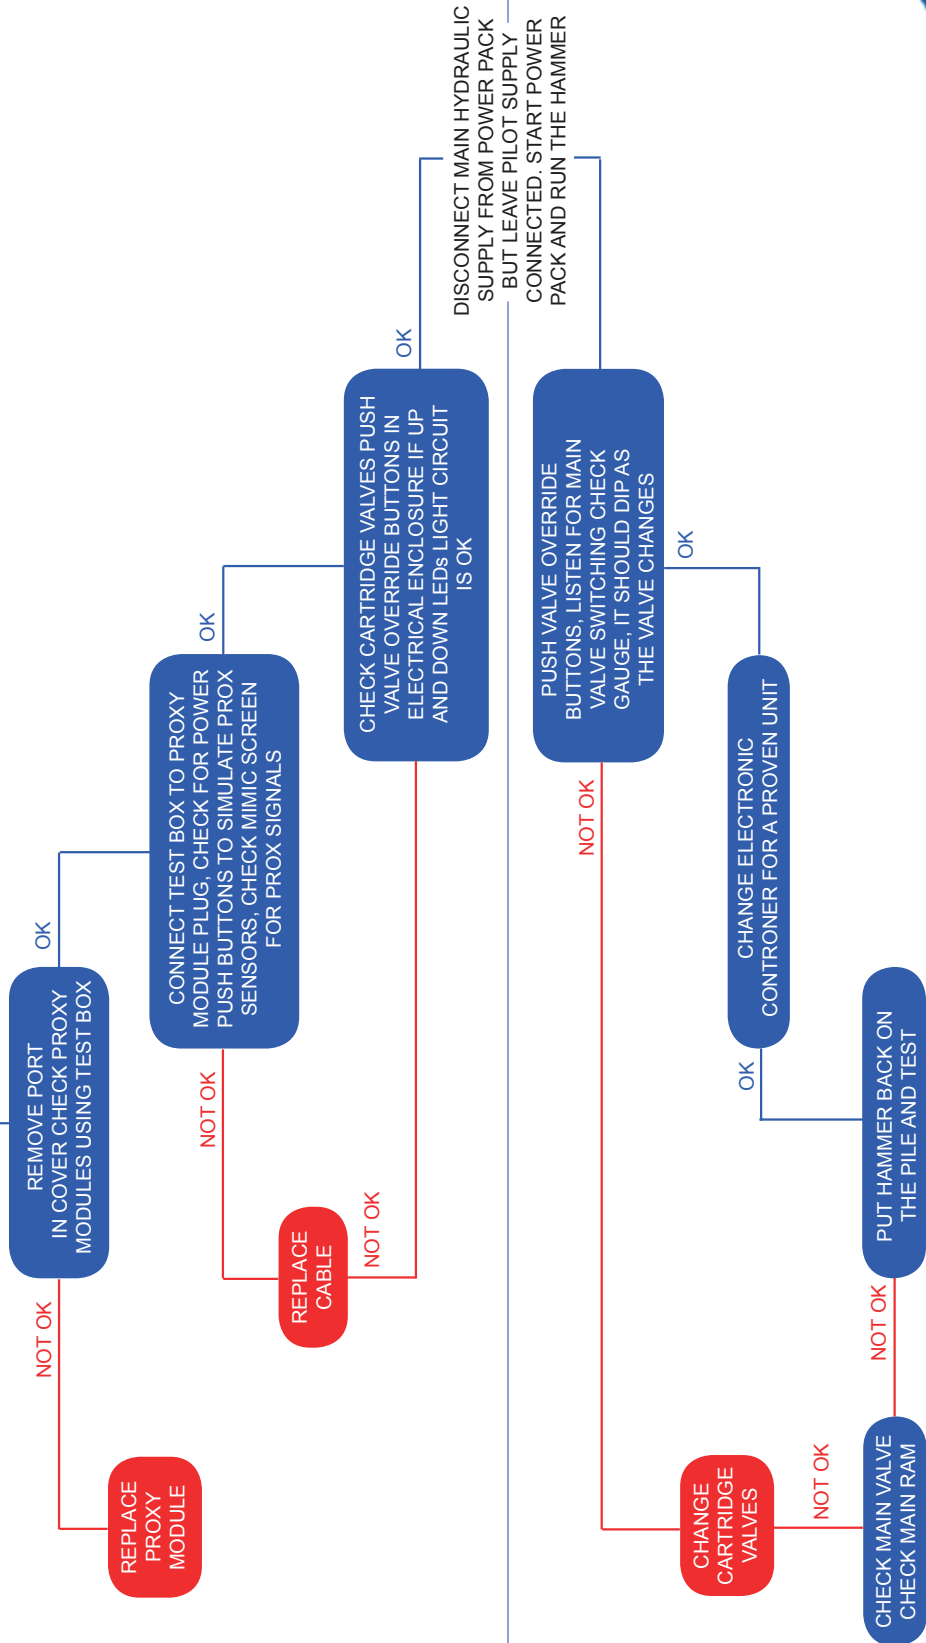 REMOVE PORT
IN COVER CHECK PROXY
MODULES USING TEST BOX
OK
NOT OK
REPLACE
PROXY
MODULE
CONNECT TEST BOX TO PROXY
MODULE PLUG, CHECK FOR POWER
PUSH BUTTONS TO SIMULATE PROX
SENSORS, CHECK MIMIC SCREEN
FOR PROX SIGNALS
OK
NOT OK
REPLACE
CABLE
NOT OK
CHECK CARTRIDGE VALVES PUSH
VALVE OVERRIDE BUTTONS IN
ELECTRICAL ENCLOSURE IF UP
AND DOWN LEDs LIGHT CIRCUIT
IS OK
OK
DISCONNECT MAIN HYDRAULIC
SUPPLY FROM POWER PACK
BUT LEAVE PILOT SUPPLY
CONNECTED. START POWER
PACK AND RUN THE HAMMER
PUSH VALVE OVERRIDE
BUTTONS, LISTEN FOR MAIN
VALVE SWITCHING CHECK
GAUGE, IT SHOULD DIP AS
THE VALVE CHANGES
OK
NOT OK
CHANGE
CARTRIDGE
VALVES
NOT OK
CHANGE ELECTRONIC
CONTRONER FOR A PROVEN UNIT
OK
PUT HAMMER BACK ON
THE PILE AND TEST
NOT OK
CHECK MAIN VALVE
CHECK MAIN RAM